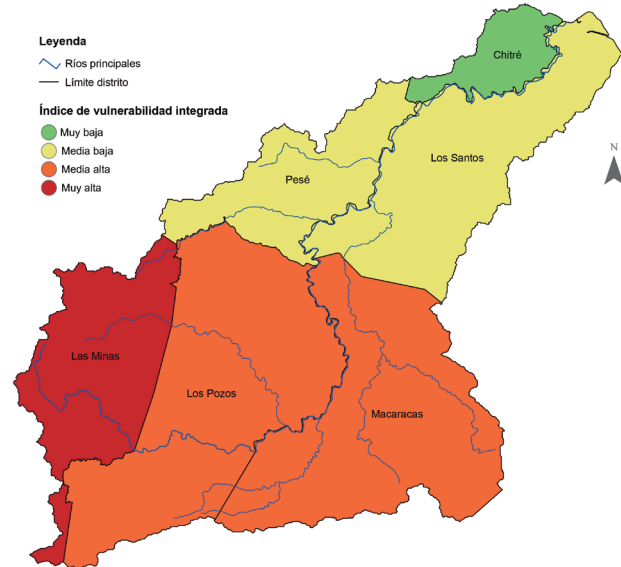 Leyenda
Ríos principales
Límite distrito
Índice de vulnerabilidad integrada
Muy baja
Media baja
Media alta
Muy alta
Chitré
Los Santos
N
Pesé
Las Minas
Los Pozos
Macaracas